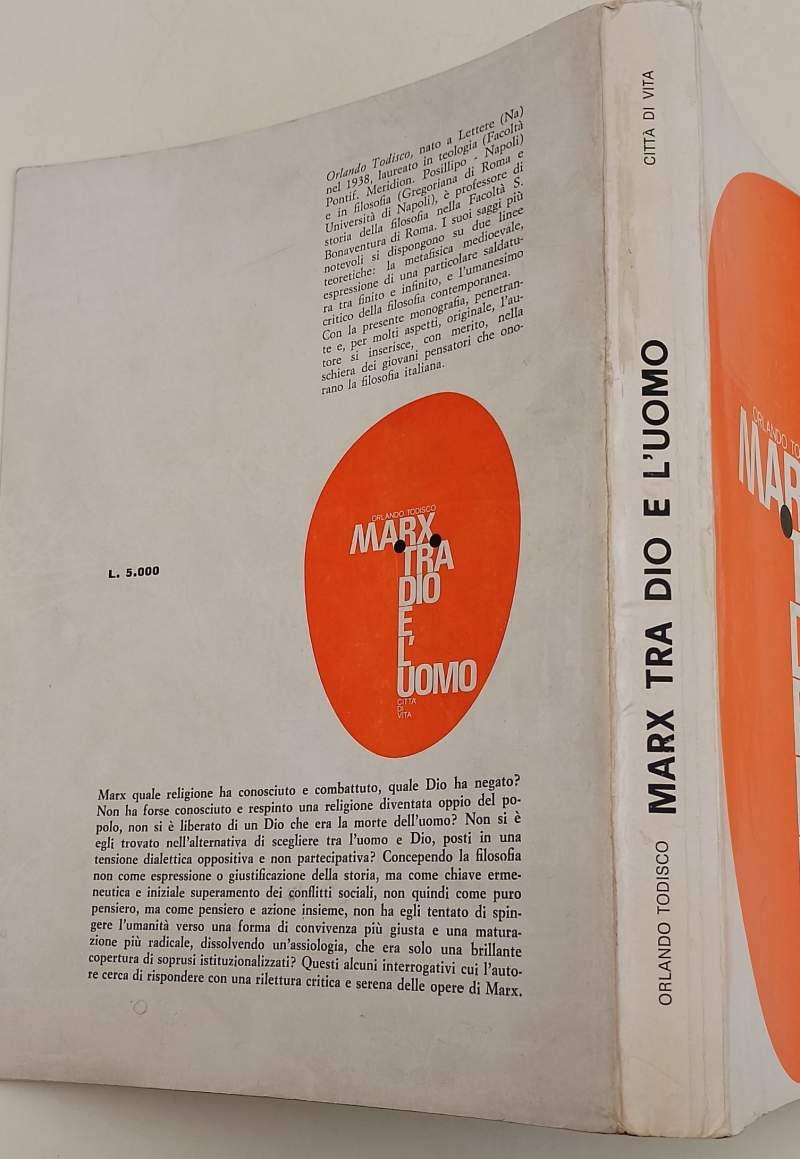 Orlando Todisco, nato a Lettere (Na)
nel 1938, laureato in teologia (Facoltà
Pontif. Meridion. Posillipo - Napoli)
e in filosofia (Gregoriana di Roma e
Università di Napoli), è professore di
storia della filosofia nella Facoltà S.
Bonaventura di Roma. I suoi saggi più
notevoli si dispongono su due linee
teoretiche: la metafisica medioevale,
espressione di una particolare saldatu-
ra tra finito e infinito, e l'umanesimo
critico della filosofia contemporanea.
Con la presente monografia, penetran-
te e, per molti aspetti, originale, l'au-
tore si inserisce, con merito, nella
schiera dei giovani pensatori che ono-
rano la filosofia italiana.
L. 5.000
ORLANDO TODISCO
MARX
TRA
DIO
E
L'
UOMO
CITTÀ
DI
VITA
Marx quale religione ha conosciuto e combattuto, quale Dio ha negato?
Non ha forse conosciuto e respinto una religione diventata oppio del po-
polo, non si è liberato di un Dio che era la morte dell'uomo? Non si è
egli trovato nell'alternativa di scegliere tra l'uomo e Dio, posti in una
tensione dialettica oppositiva e non partecipativa? Concependo la filosofia
non come espressione o giustificazione della storia, ma come chiave erme-
neutica e iniziale superamento dei conflitti sociali, non quindi come puro
pensiero, ma come pensiero e azione insieme, non ha egli tentato di spin-
gere l'umanità verso una forma di convivenza più giusta e una matura-
zione più radicale, dissolvendo un'assiologia, che era solo una brillante
copertura di soprusi istituzionalizzati? Questi alcuni interrogativi cui l'auto-
re cerca di rispondere con una rilettura critica e serena delle opere di Marx.
ORLANDO TODISCO MARX TRA DIO E L'UOMO CITTÀ DI VITA
ORLANDO TO
MAR